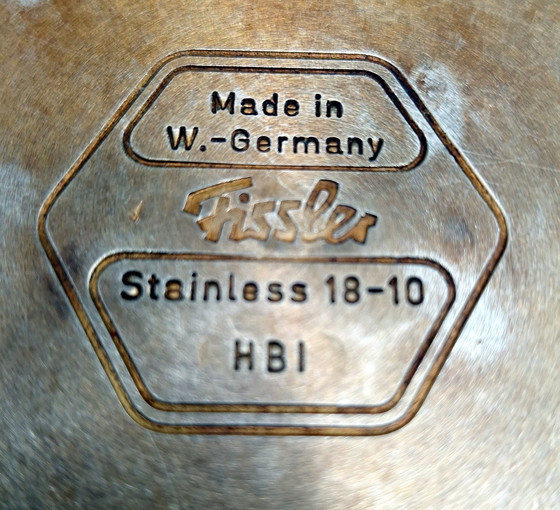 Made in
W.-Germany
Fissler
Stainless 18-10
HBI